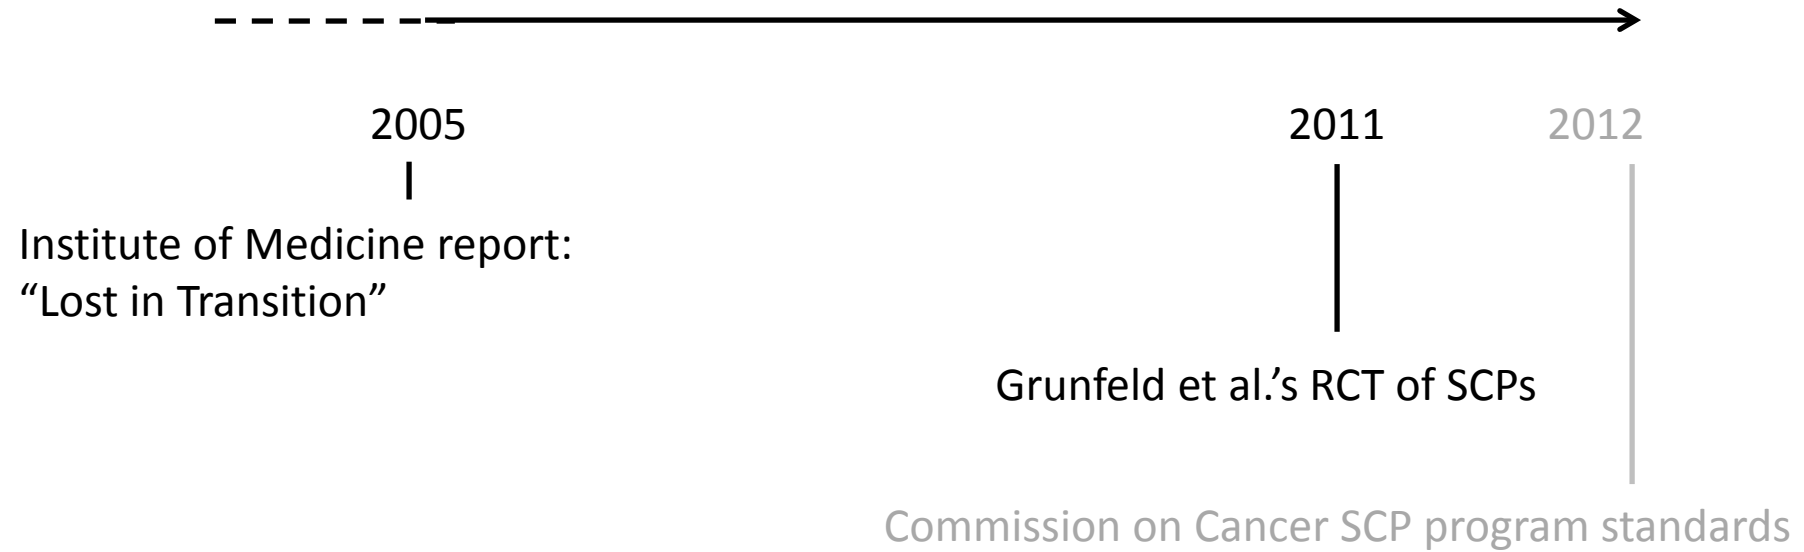 2005
2011
2012
Institute of Medicine report:
“Lost in Transition”
Grunfeld et al.’s RCT of SCPs
Commission on Cancer SCP program standards